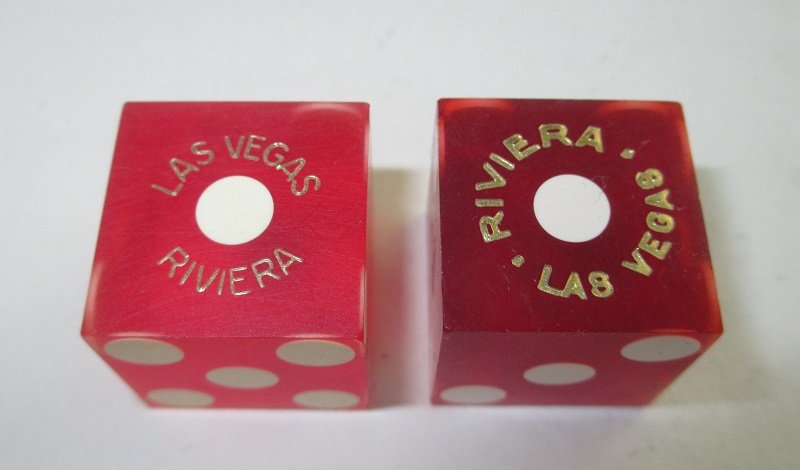 LAS VEGAS
RIVIERA
RIVIERA
• LAS VEGAS •